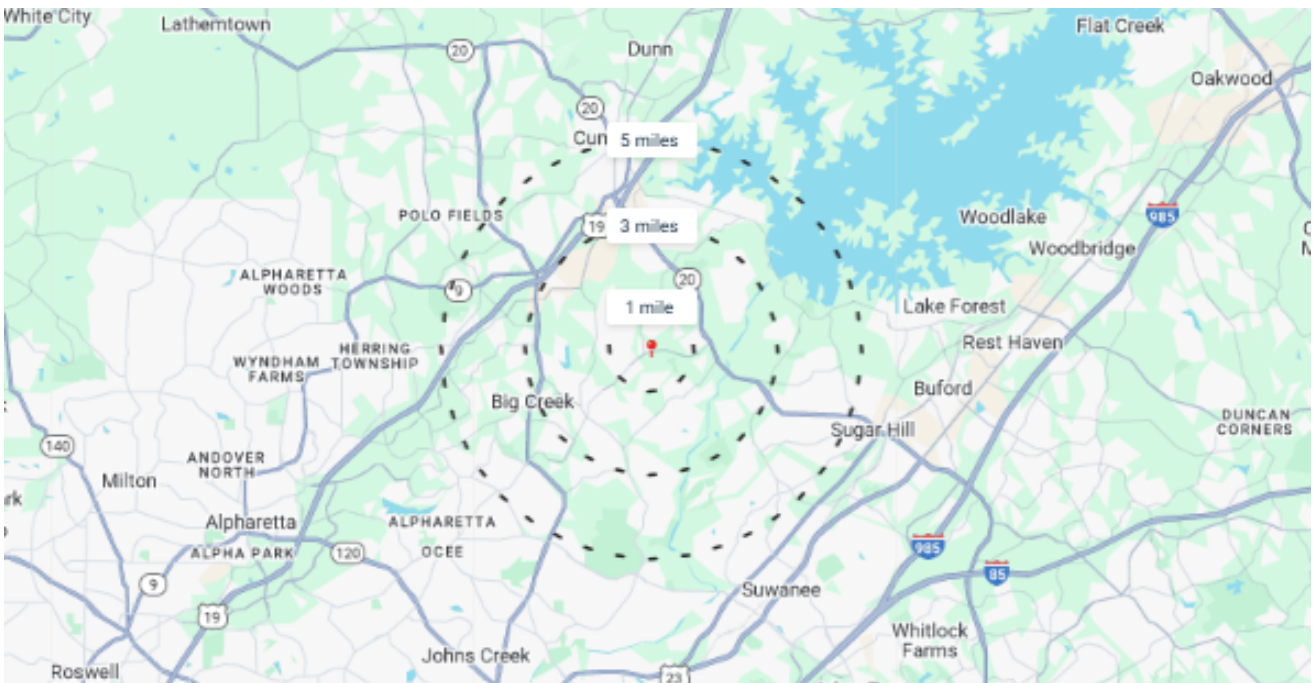 White City
Lathemtown
Flat Creek
Dunn
20
Oakwood
20
Cum
5 miles
POLO FIELDS
Woodlake
985
19
3 miles
Woodbridge
ALPHARETTA
WOODS
9
20
1 mile
Lake Forest
WYNDHAM
FARMS
HERRING
TOWNSHIP
Rest Haven
Buford
Big Creek
DUNCAN
CORNERS
Sugar Hill
140
ANDOVER
NORTH
Milton
rk
Alpharetta
ALPHARETTA
OCEE
ALPHA PARK
120
985
85
9
Suwanee
19
Whitlock
Farms
Johns Creek
Roswell
23